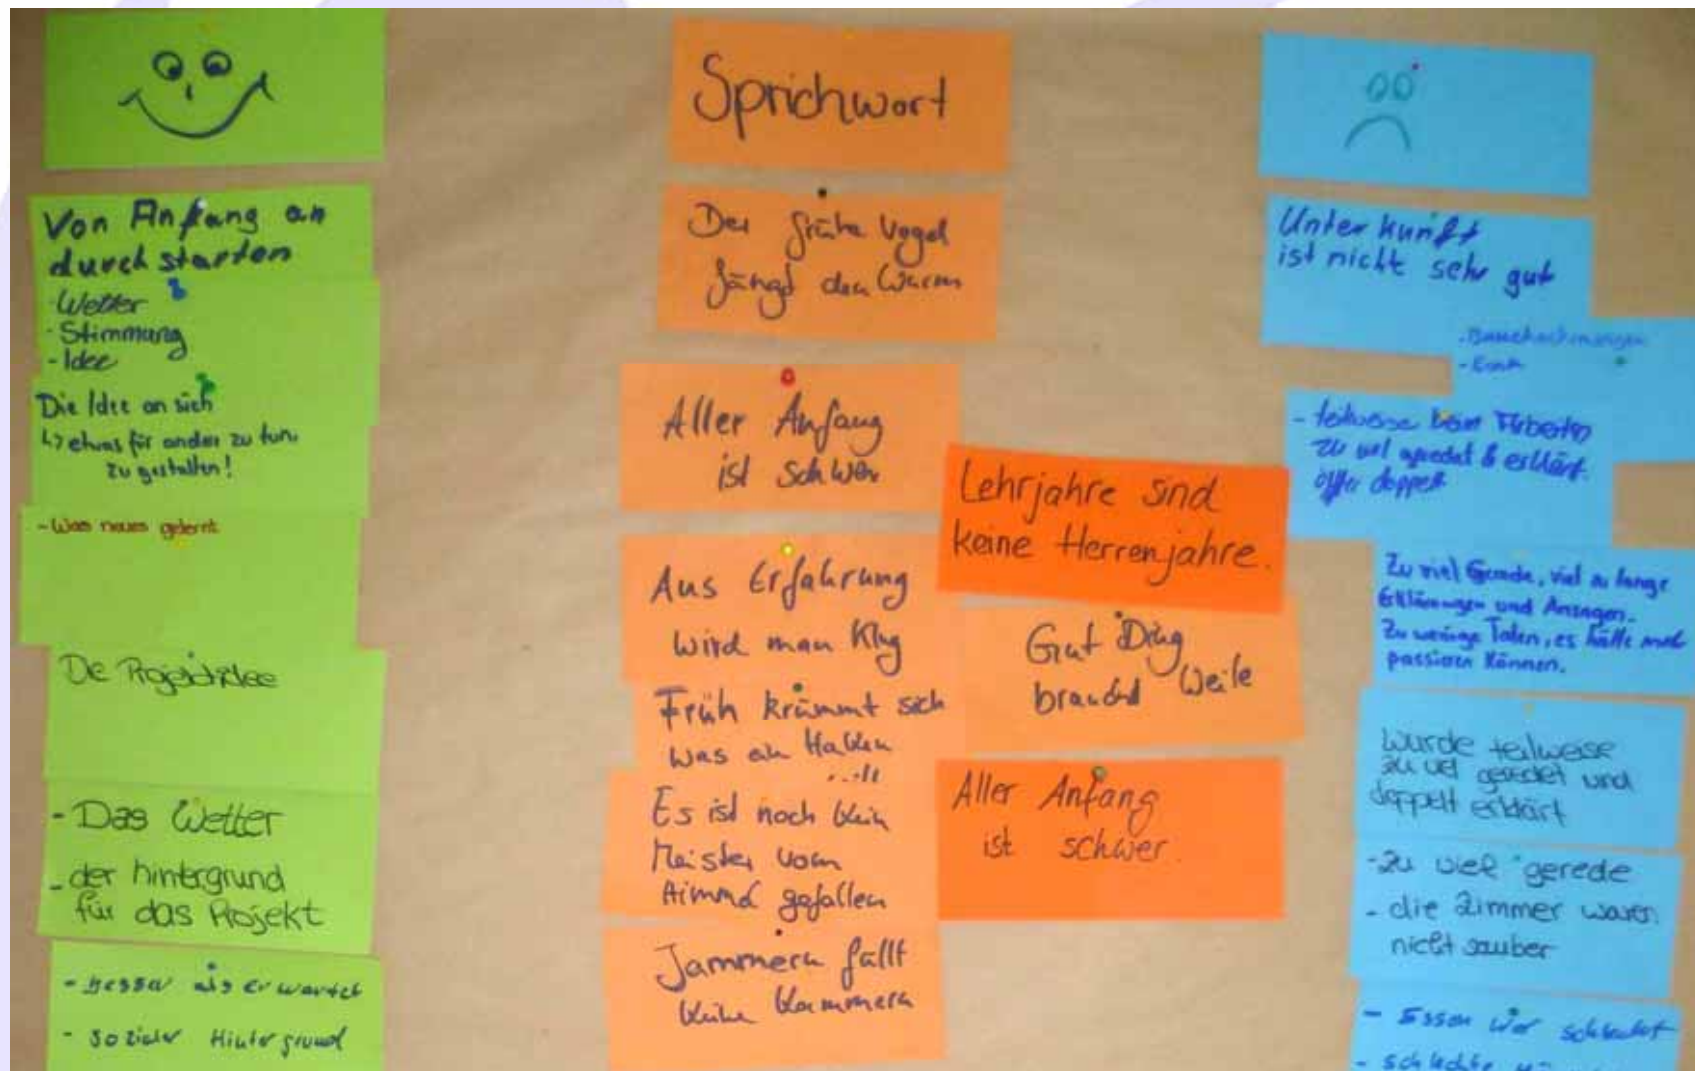 Von Anfang an
durchstarten
- Wetter
- Stimmung
- Idee
Die Idee an sich
↳ etwas für ander zu tun,
zu gestalten!
- Was neues gelernt
Die Projektidee
- Das Wetter
- der hintergrund
für das Projekt
- besser als erwartet
- sozialer Hintergrund
Sprichwort
Der frühe Vogel
fängt den Wurm
Aller Anfang
ist schwer
Aus Erfahrung
wird man Klug
Früh krümmt sich
was ein Haken
Es ist noch kein
Meister vom
Himmel gefallen
Jammern füllt
keine Kammern
Lehrjahre sind
keine Herrenjahre.
Gut Ding
braucht Weile
Aller Anfang
ist schwer.
Unterkunft
ist nicht sehr gut
- teilweise beim Arbeiten
zu viel geredet & erklärt.
öfter doppelt
Zu viel Gerede, viel zu lange
Erklärungen und Ansagen.
Zu wenige Taten, es hätte mehr
passieren können.
Wurde teilweise
zu viel geredet und
doppelt erklärt
- zu viel gerede
- die Zimmer waren
nicht sauber
- Essen war schlecht
- schlechte